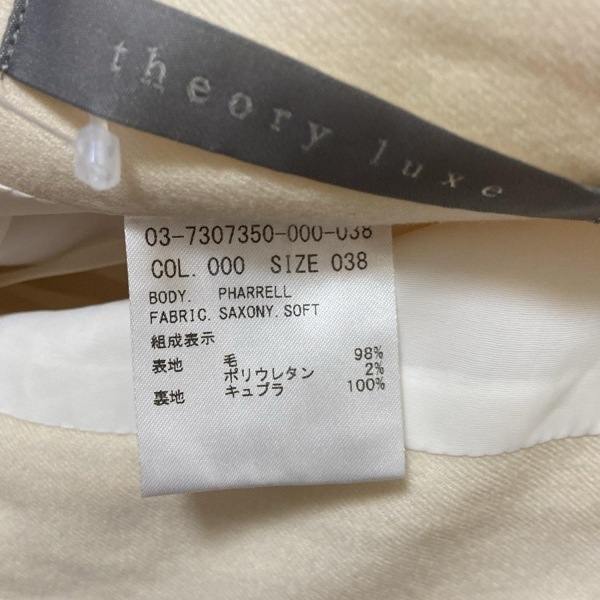 theory luxe
03-7307350-000-038
COL. 000 SIZE 038
BODY. PHARRELL
FABRIC. SAXONY. SOFT
組成表示
表地 毛 98%
ポリウレタン 2%
裏地 キュプラ 100%